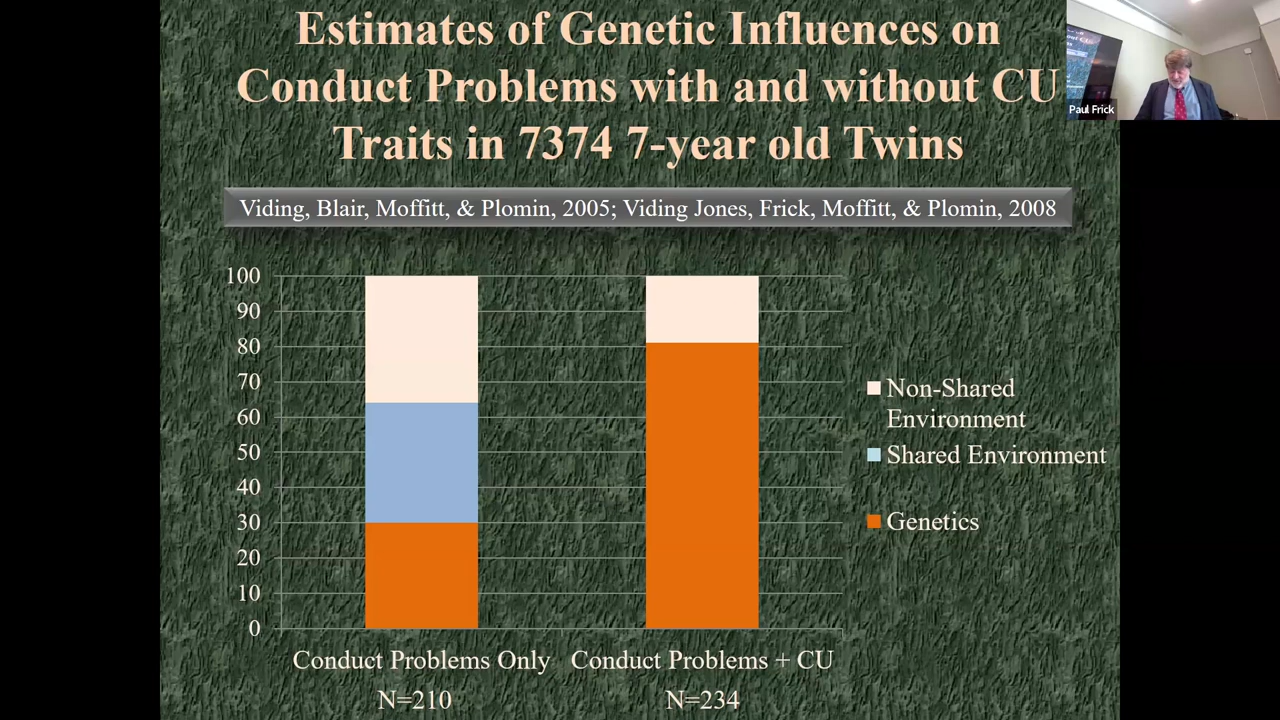 Estimates of Genetic Influences on
Conduct Problems with and without CU
Traits in 7374 7-year old Twins
Paul Frick
Viding, Blair, Moffitt, & Plomin, 2005; Viding Jones, Frick, Moffitt, & Plomin, 2008
100
90
80
70
60
50
40
30
20
10
0
Non-Shared
Environment
Shared Environment
Genetics
Conduct Problems Only
N=210
Conduct Problems + CU
N=234